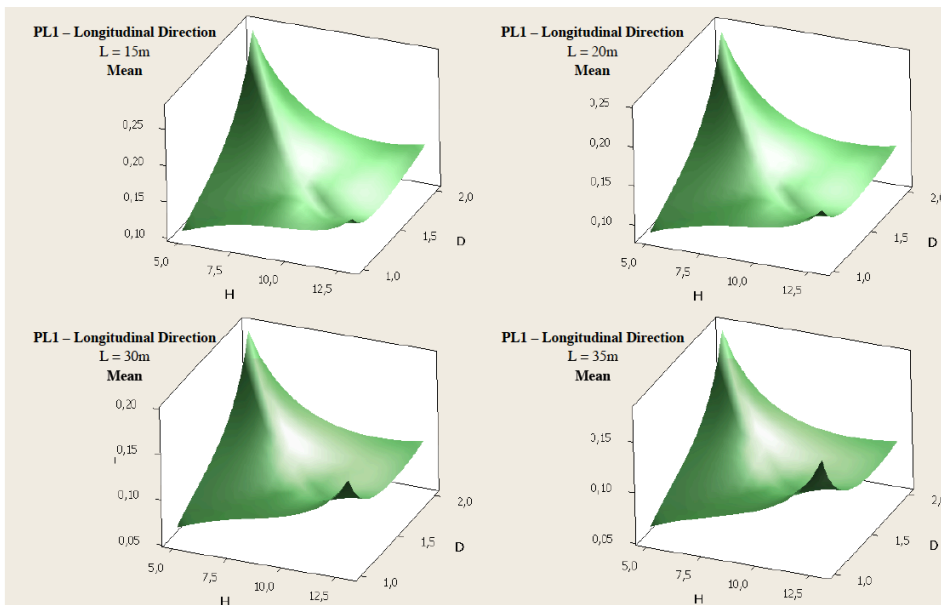 PL1 – Longitudinal Direction
L = 15m
Mean
0,25
0,20
0,15
0,10
5,0
7,5
10,0
12,5
H
1,0
1,5
2,0
D
PL1 – Longitudinal Direction
L = 20m
Mean
0,25
0,20
0,15
0,10
5,0
7,5
10,0
12,5
H
1,0
1,5
2,0
D
PL1 – Longitudinal Direction
L = 30m
Mean
0,20
0,15
0,10
0,05
5,0
7,5
10,0
12,5
H
1,0
1,5
2,0
D
PL1 – Longitudinal Direction
L = 35m
Mean
0,15
0,10
0,05
5,0
7,5
10,0
12,5
H
1,0
1,5
2,0
D